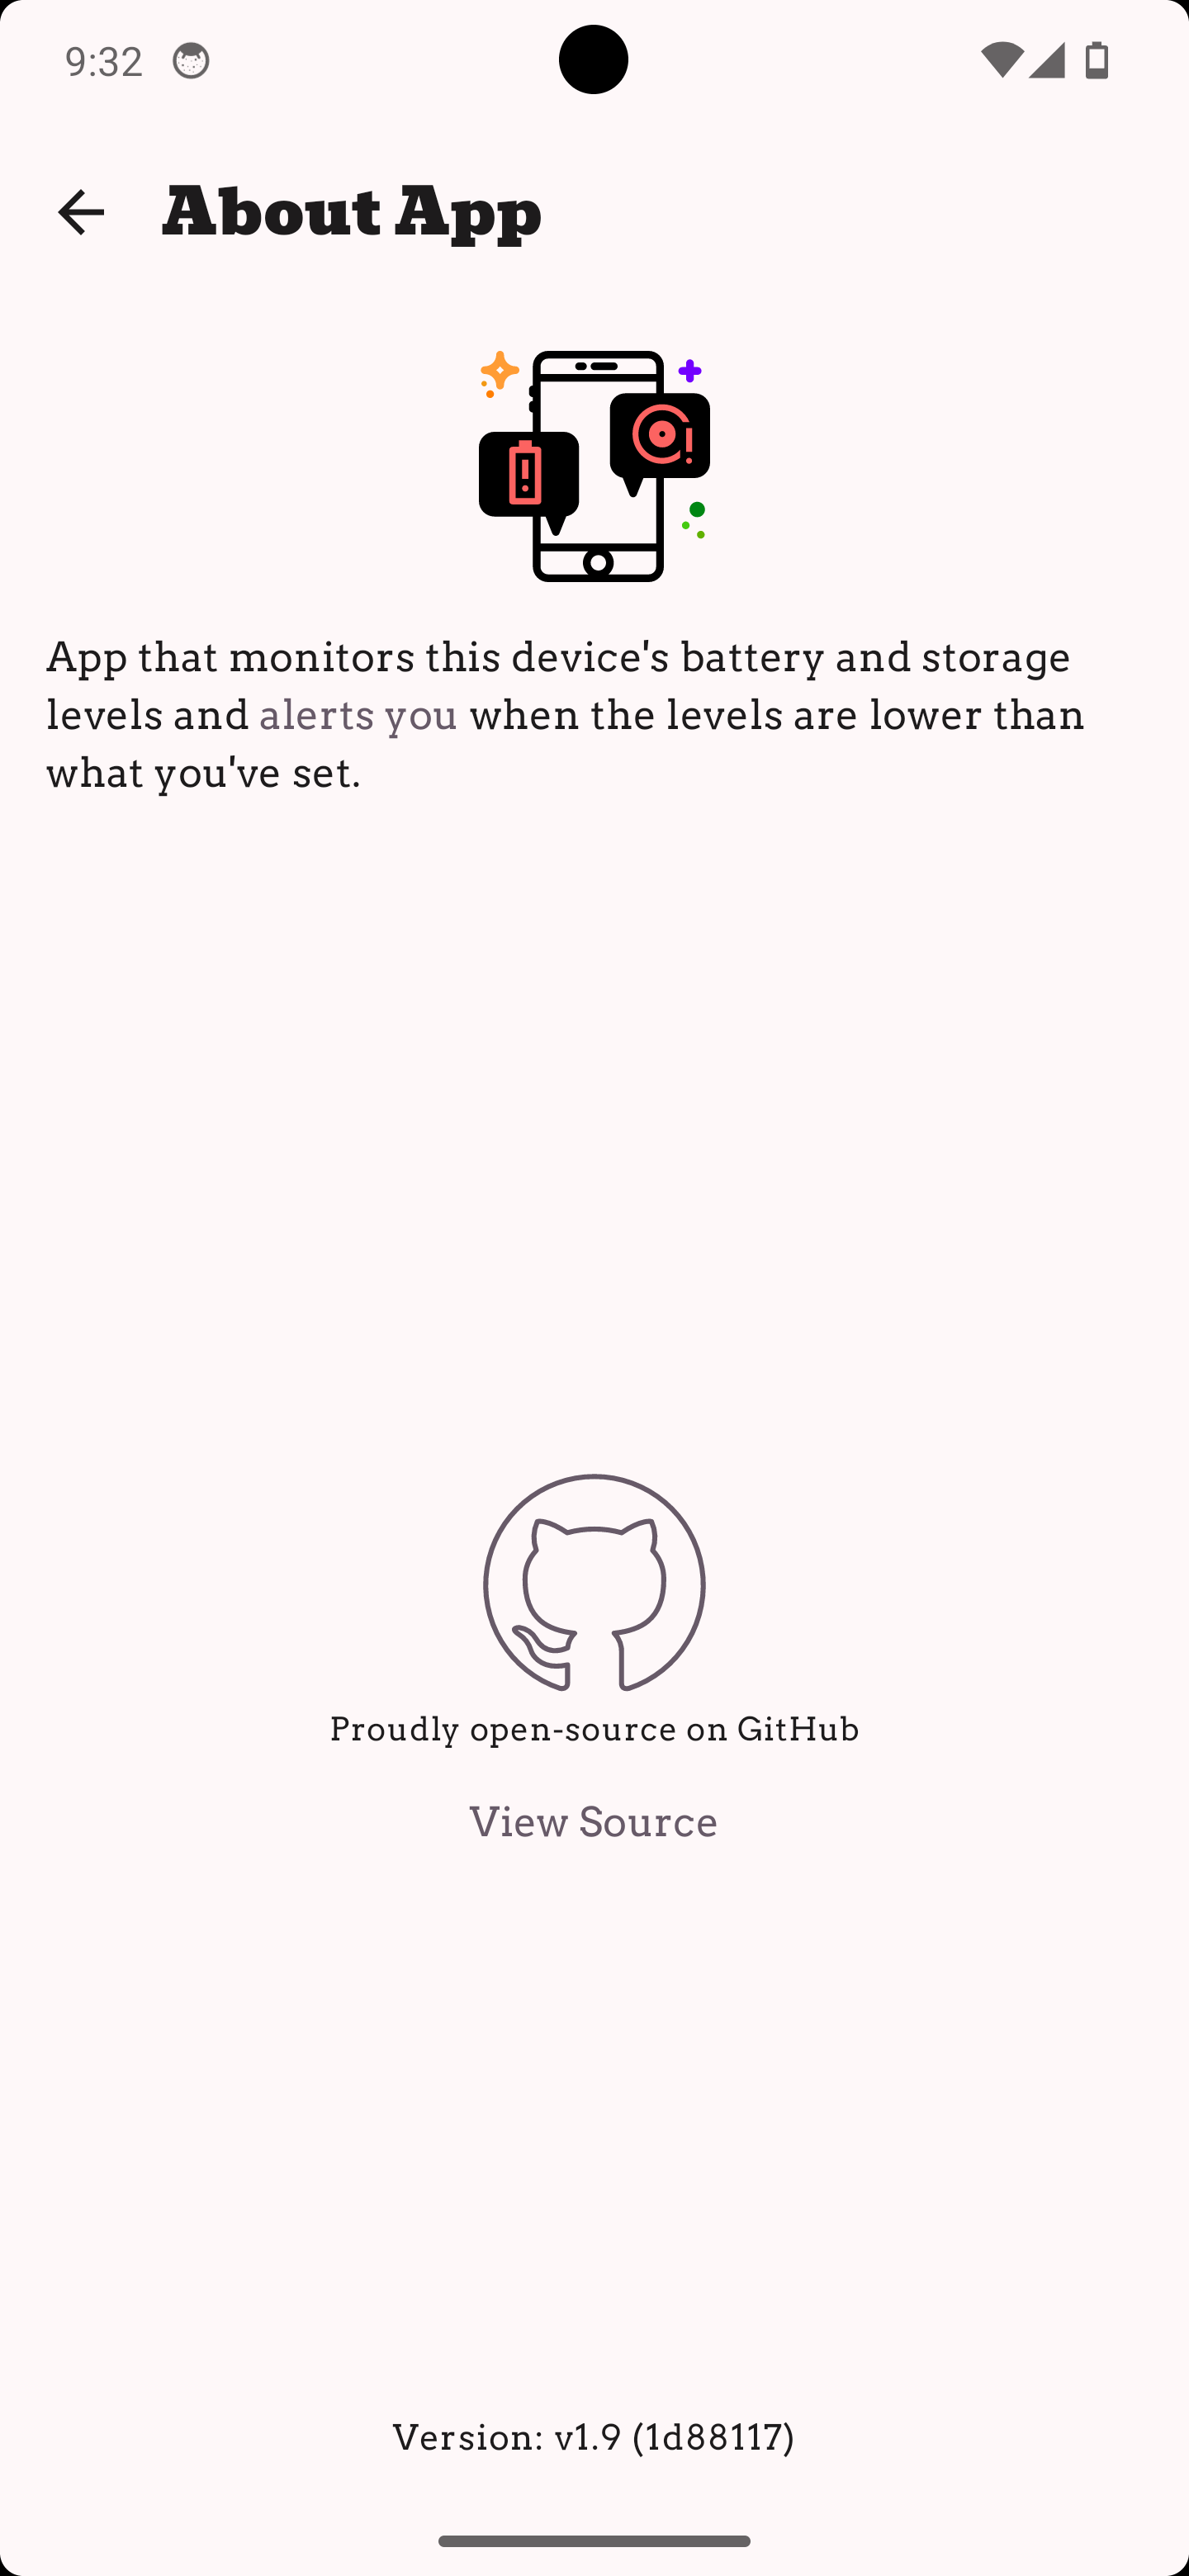 9:32
About App
App that monitors this device's battery and storage
levels and alerts you when the levels are lower than
what you've set.
Proudly open-source on GitHub
View Source
Version: v1.9 (1d88117)